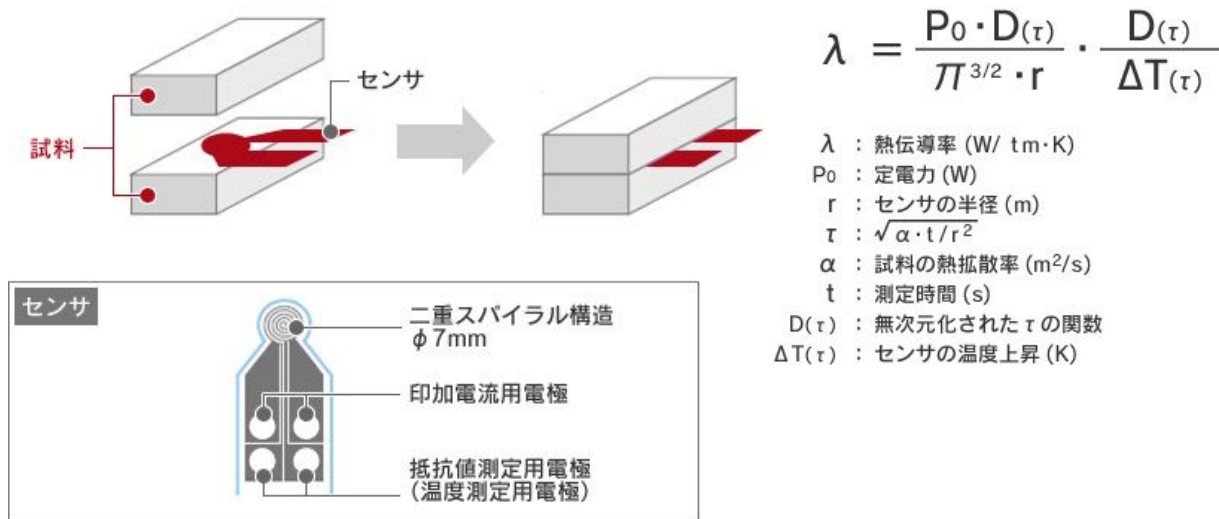 試料
センサ
λ = P₀・D(τ) / π^3/2・r ・ D(τ) / ΔT(τ)
λ : 熱伝導率 (W/ tm・K)
P₀ : 定電力 (W)
r : センサの半径 (m)
τ : √α・t/r²
α : 試料の熱拡散率 (m²/s)
t : 測定時間 (s)
D(τ) : 無次元化されたτの関数
ΔT(τ) : センサの温度上昇 (K)
センサ
二重スパイラル構造
φ7mm
印加電流用電極
抵抗値測定用電極
(温度測定用電極)